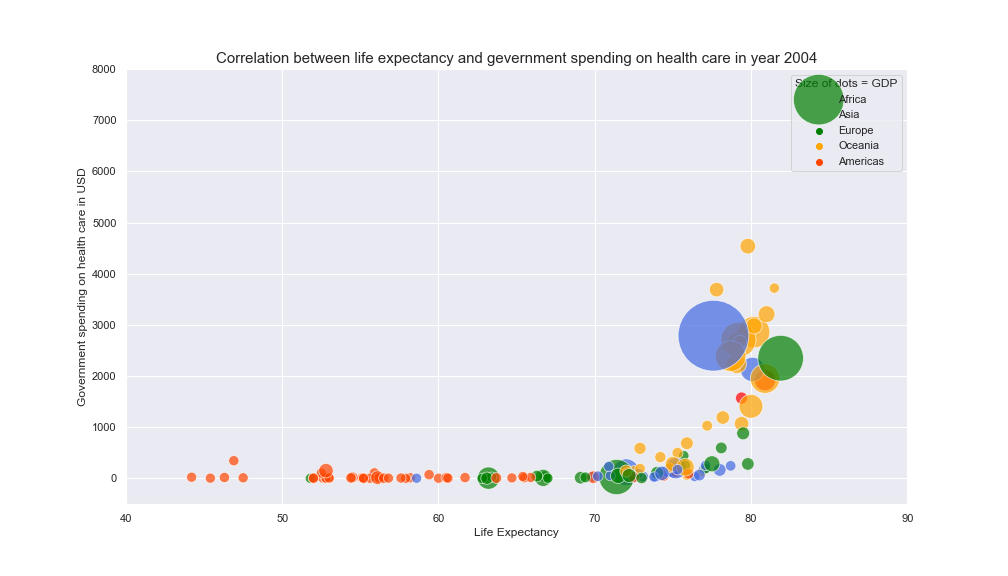 Correlation between life expectancy and gevernment spending on health care in year 2004
8000
7000
6000
5000
4000
3000
2000
1000
0
Government spending on health care in USD
40 50 60 70 80 90
Life Expectancy
Size of dots = GDP
Africa
Asia
Europe
Oceania
Americas